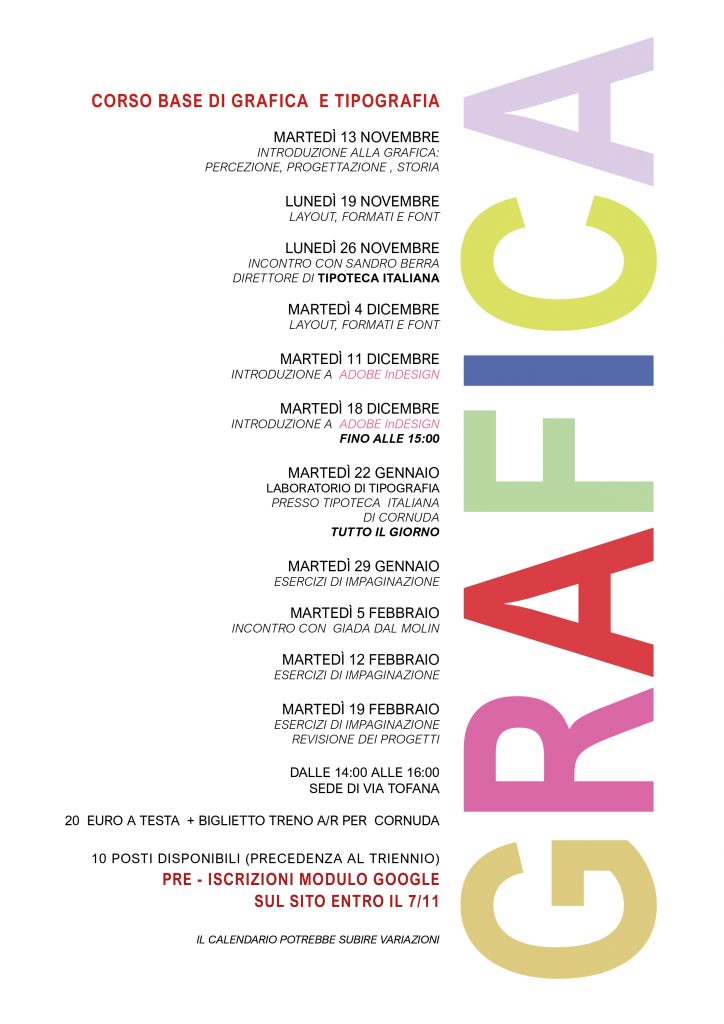 CORSO BASE DI GRAFICA E TIPOGRAFIA
MARTEDÌ 13 NOVEMBRE
INTRODUZIONE ALLA GRAFICA:
PERCEZIONE, PROGETTAZIONE , STORIA
LUNEDÌ 19 NOVEMBRE
LAYOUT, FORMATI E FONT
LUNEDÌ 26 NOVEMBRE
INCONTRO CON SANDRO BERRA
DIRETTORE DI TIPOTECA ITALIANA
MARTEDÌ 4 DICEMBRE
LAYOUT, FORMATI E FONT
MARTEDÌ 11 DICEMBRE
INTRODUZIONE A ADOBE InDESIGN
MARTEDÌ 18 DICEMBRE
INTRODUZIONE A ADOBE InDESIGN
FINO ALLE 15:00
MARTEDÌ 22 GENNAIO
LABORATORIO DI TIPOGRAFIA
PRESSO TIPOTECA ITALIANA
DI CORNUDA
TUTTO IL GIORNO
MARTEDÌ 29 GENNAIO
ESERCIZI DI IMPAGINAZIONE
MARTEDÌ 5 FEBBRAIO
INCONTRO CON GIADA DAL MOLIN
MARTEDÌ 12 FEBBRAIO
ESERCIZI DI IMPAGINAZIONE
MARTEDÌ 19 FEBBRAIO
ESERCIZI DI IMPAGINAZIONE
REVISIONE DEI PROGETTI
DALLE 14:00 ALLE 16:00
SEDE DI VIA TOFANA
20 EURO A TESTA + BIGLIETTO TRENO A/R PER CORNUDA
10 POSTI DISPONIBILI (PRECEDENZA AL TRIENNIO)
PRE - ISCRIZIONI MODULO GOOGLE
SUL SITO ENTRO IL 7/11
IL CALENDARIO POTREBBE SUBIRE VARIAZIONI
GRAFICA